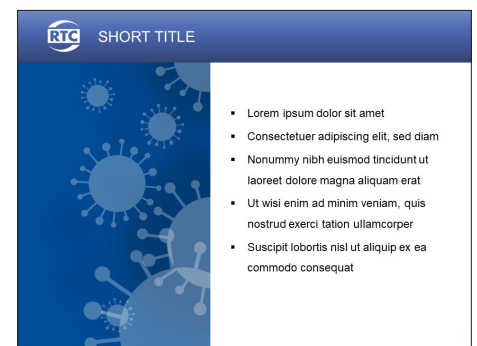 RTC
SHORT TITLE
▪ Lorem ipsum dolor sit amet
▪ Consectetuer adipiscing elit, sed diam
▪ Nonummy nibh euismod tincidunt ut
laoreet dolore magna aliquam erat
▪ Ut wisi enim ad minim veniam, quis
nostrud exerci tation ullamcorper
▪ Suscipit lobortis nisl ut aliquip ex ea
commodo consequat